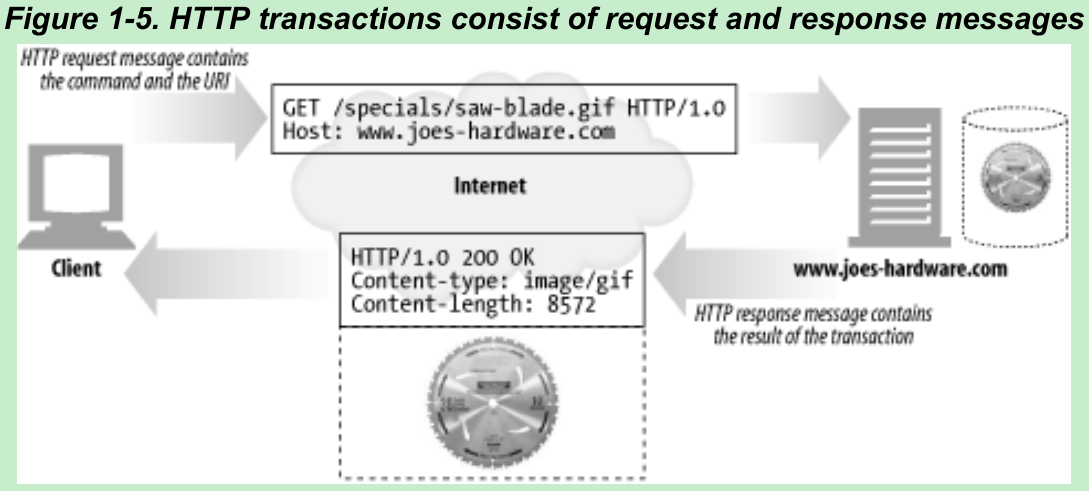 Figure 1-5. HTTP transactions consist of request and response messages
HTTP request message contains
the command and the URI
GET /specials/saw-blade.gif HTTP/1.0
Host: www.joes-hardware.com
Internet
Client
HTTP/1.0 200 OK
Content-type: image/gif
Content-length: 8572
www.joes-hardware.com
HTTP response message contains
the result of the transaction